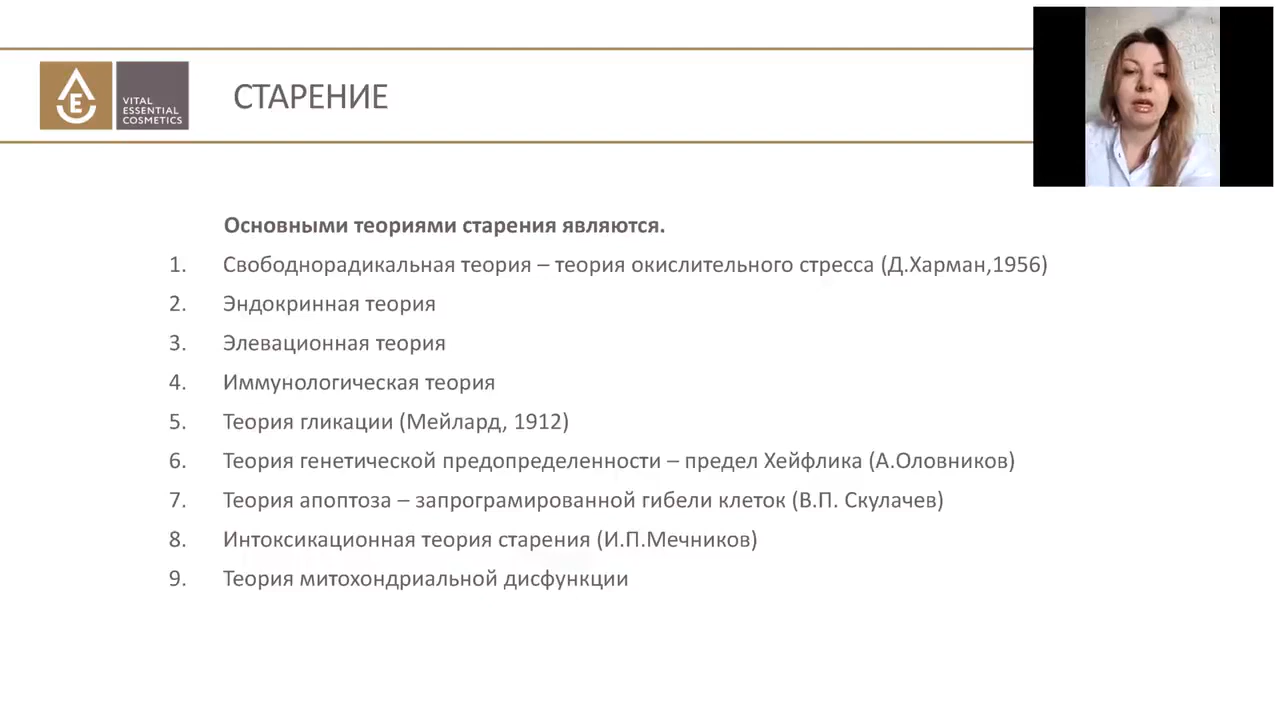 VITAL
ESSENTIAL
COSMETICS
СТАРЕНИЕ
Основными теориями старения являются.
1. Свободнорадикальная теория – теория окислительного стресса (Д.Харман,1956)
2. Эндокринная теория
3. Элевационная теория
4. Иммунологическая теория
5. Теория гликации (Мейлард, 1912)
6. Теория генетической предопределенности – предел Хейфлика (А.Оловников)
7. Теория апоптоза – запрограмированной гибели клеток (В.П. Скулачев)
8. Интоксикационная теория старения (И.П.Мечников)
9. Теория митохондриальной дисфункции